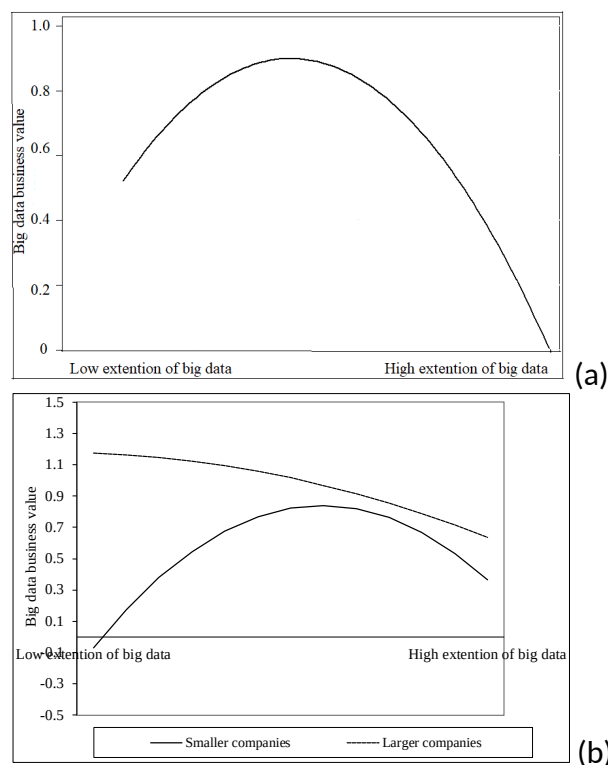 1.0
0.8
0.6
0.4
0.2
0
Big data business value
Low extention of big data
High extention of big data
(a)
1.5
1.3
1.1
0.9
0.7
0.5
0.3
0.1
-0.1
-0.3
-0.5
Big data business value
Low extention of big data
High extention of big data
Smaller companies
Larger companies
(b)